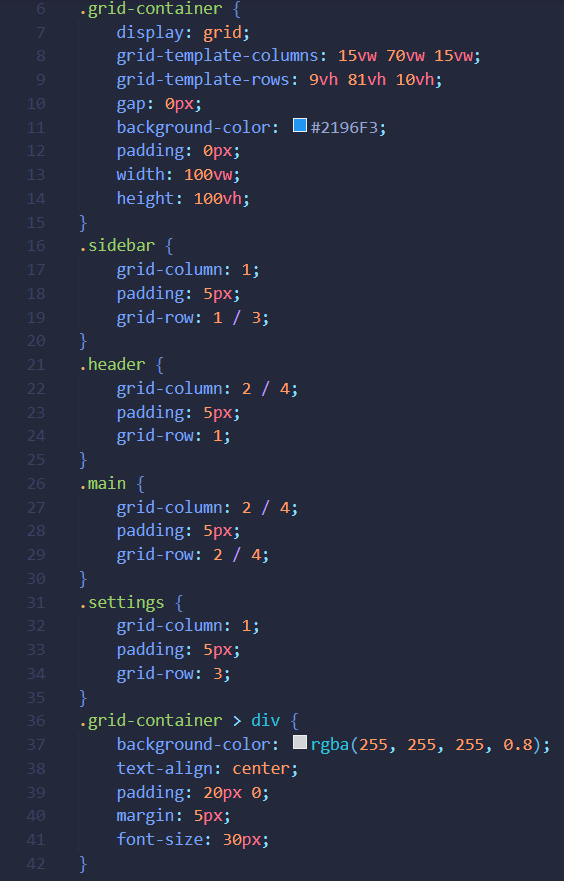 6 .grid-container {
7 display: grid;
8 grid-template-columns: 15vw 70vw 15vw;
9 grid-template-rows: 9vh 81vh 10vh;
10 gap: 0px;
11 background-color: #2196F3;
12 padding: 0px;
13 width: 100vw;
14 height: 100vh;
15 }
16 .sidebar {
17 grid-column: 1;
18 padding: 5px;
19 grid-row: 1 / 3;
20 }
21 .header {
22 grid-column: 2 / 4;
23 padding: 5px;
24 grid-row: 1;
25 }
26 .main {
27 grid-column: 2 / 4;
28 padding: 5px;
29 grid-row: 2 / 4;
30 }
31 .settings {
32 grid-column: 1;
33 padding: 5px;
34 grid-row: 3;
35 }
36 .grid-container > div {
37 background-color: rgba(255, 255, 255, 0.8);
38 text-align: center;
39 padding: 20px 0;
40 margin: 5px;
41 font-size: 30px;
42 }